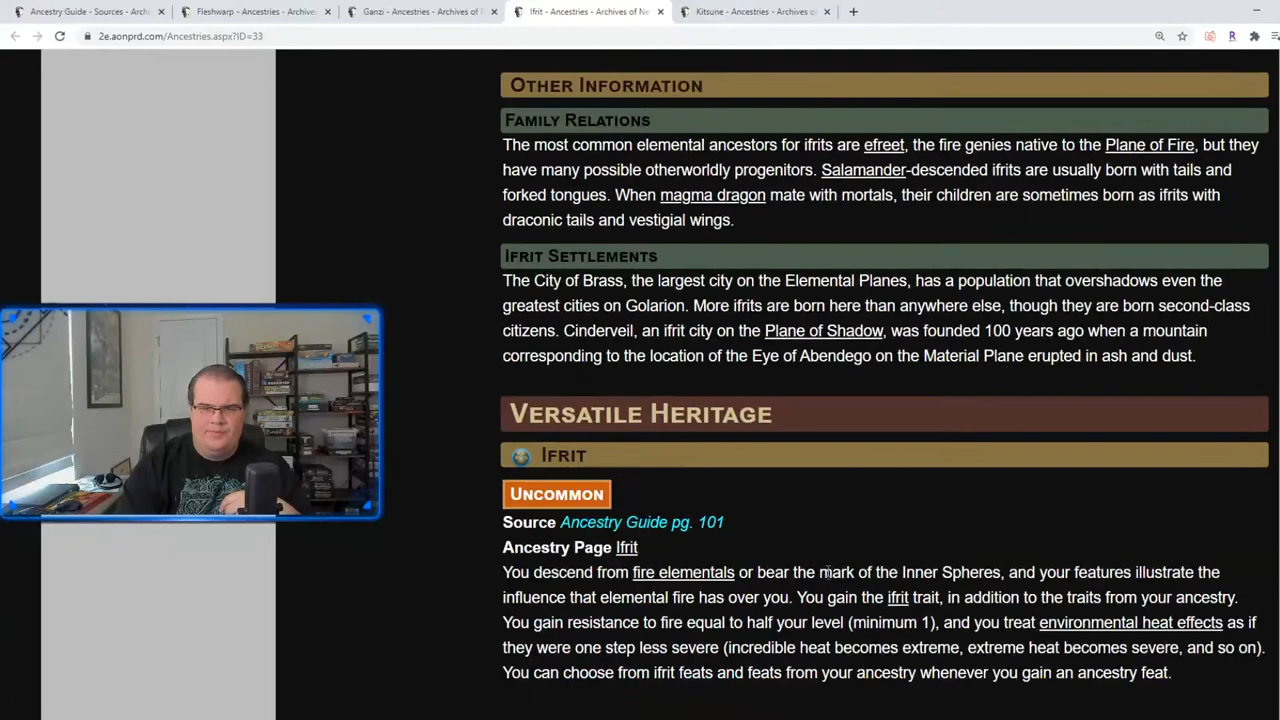 Ancestry Guide - Sources - Arch
Fleshwarp - Ancestries - Archives
Ganzi - Ancestries - Archives of N
Ifrit - Ancestries - Archives of Ne
Kitsune - Ancestries - Archives of
2e.aonprd.com/Ancestries.aspx?ID=33
Other Information
Family Relations
The most common elemental ancestors for ifrits are efreet, the fire genies native to the Plane of Fire, but they
have many possible otherworldly progenitors. Salamander-descended ifrits are usually born with tails and
forked tongues. When magma dragon mate with mortals, their children are sometimes born as ifrits with
draconic tails and vestigial wings.
Ifrit Settlements
The City of Brass, the largest city on the Elemental Planes, has a population that overshadows even the
greatest cities on Golarion. More ifrits are born here than anywhere else, though they are born second-class
citizens. Cinderveil, an ifrit city on the Plane of Shadow, was founded 100 years ago when a mountain
corresponding to the location of the Eye of Abendego on the Material Plane erupted in ash and dust.
Versatile Heritage
Ifrit
Uncommon
Source Ancestry Guide pg. 101
Ancestry Page Ifrit
You descend from fire elementals or bear the mark of the Inner Spheres, and your features illustrate the
influence that elemental fire has over you. You gain the ifrit trait, in addition to the traits from your ancestry.
You gain resistance to fire equal to half your level (minimum 1), and you treat environmental heat effects as if
they were one step less severe (incredible heat becomes extreme, extreme heat becomes severe, and so on).
You can choose from ifrit feats and feats from your ancestry whenever you gain an ancestry feat.